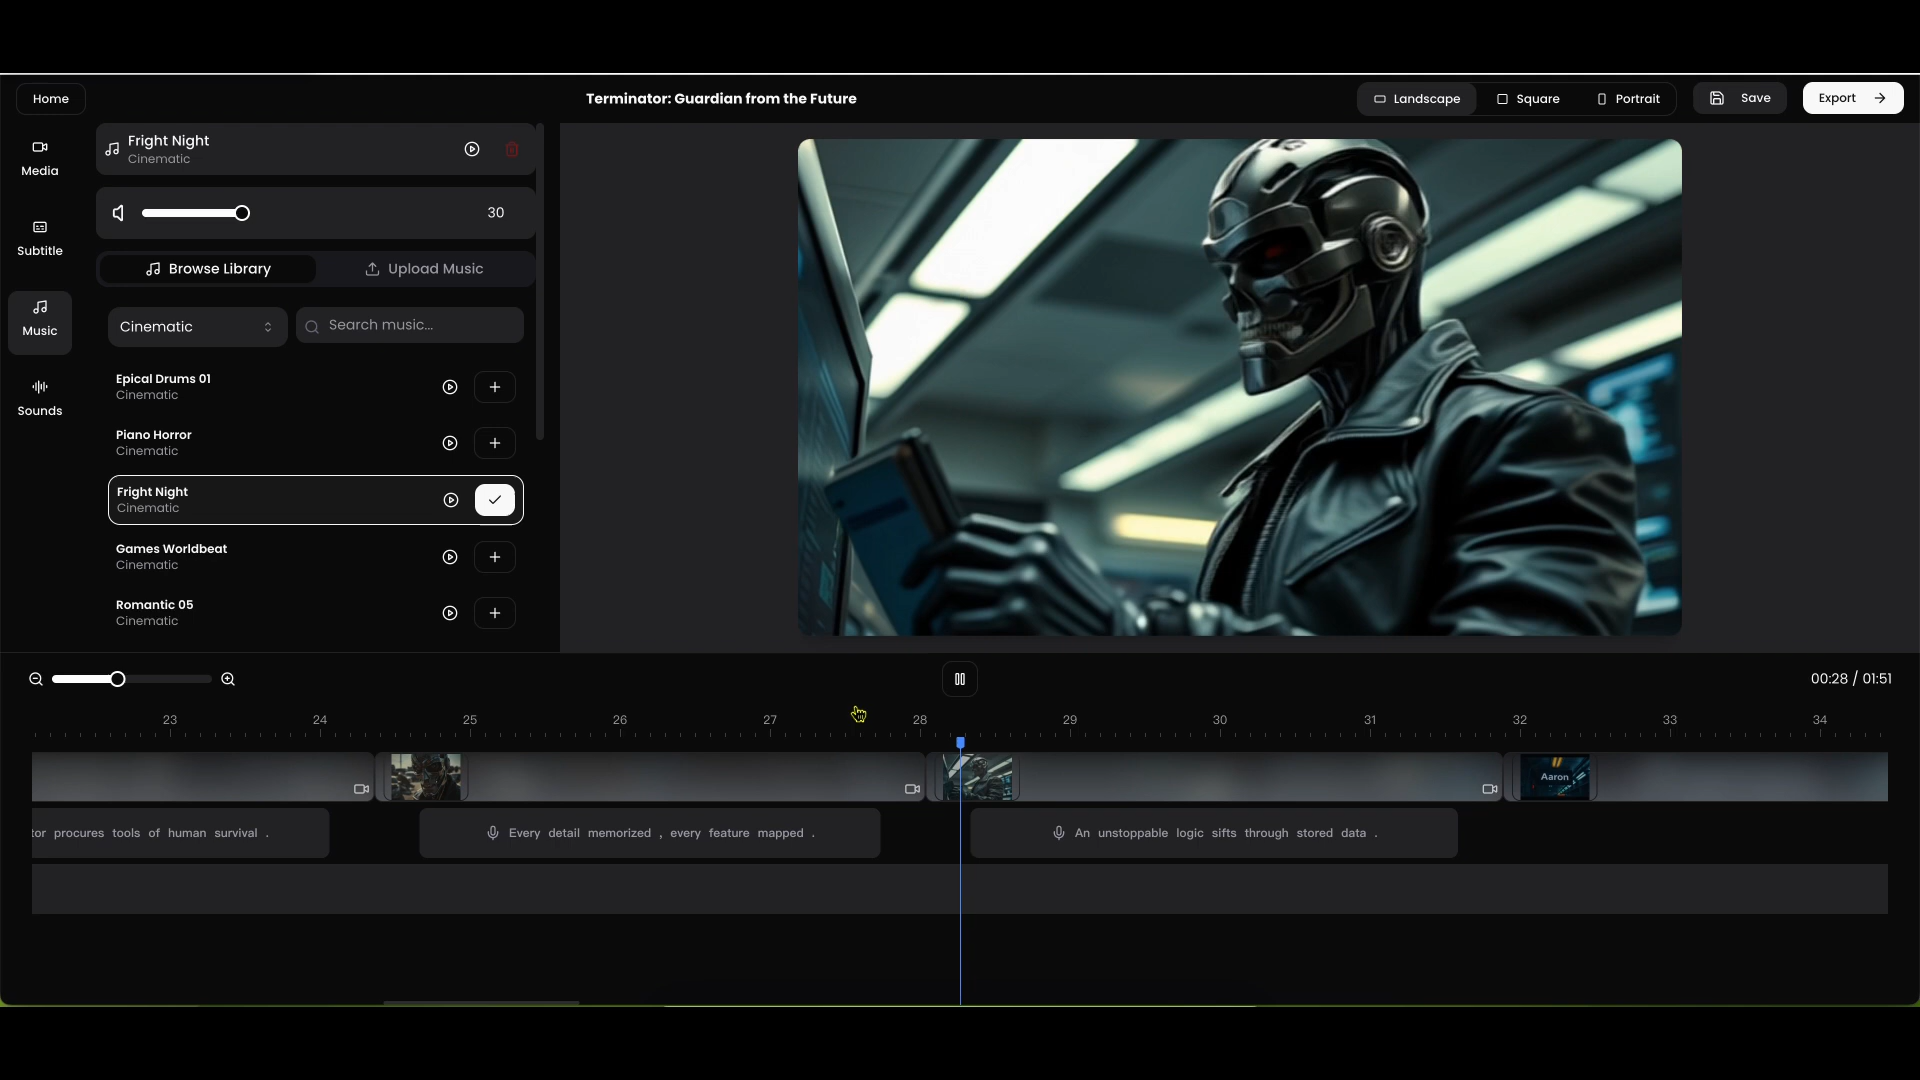 Home
Terminator: Guardian from the Future
Landscape
Square
Portrait
Save
Export
Media
Subtitle
Music
Sounds
Fright Night
Cinematic
30
Browse Library
Upload Music
Cinematic
Search music...
Epical Drums 01
Cinematic
Piano Horror
Cinematic
Fright Night
Cinematic
Games Worldbeat
Cinematic
Romantic 05
Cinematic
00:28 / 01:51
23 24 25 26 27 28 29 30 31 32 33 34
Aaron
tor procures tools of human survival .
Every detail memorized , every feature mapped .
An unstoppable logic sifts through stored data .